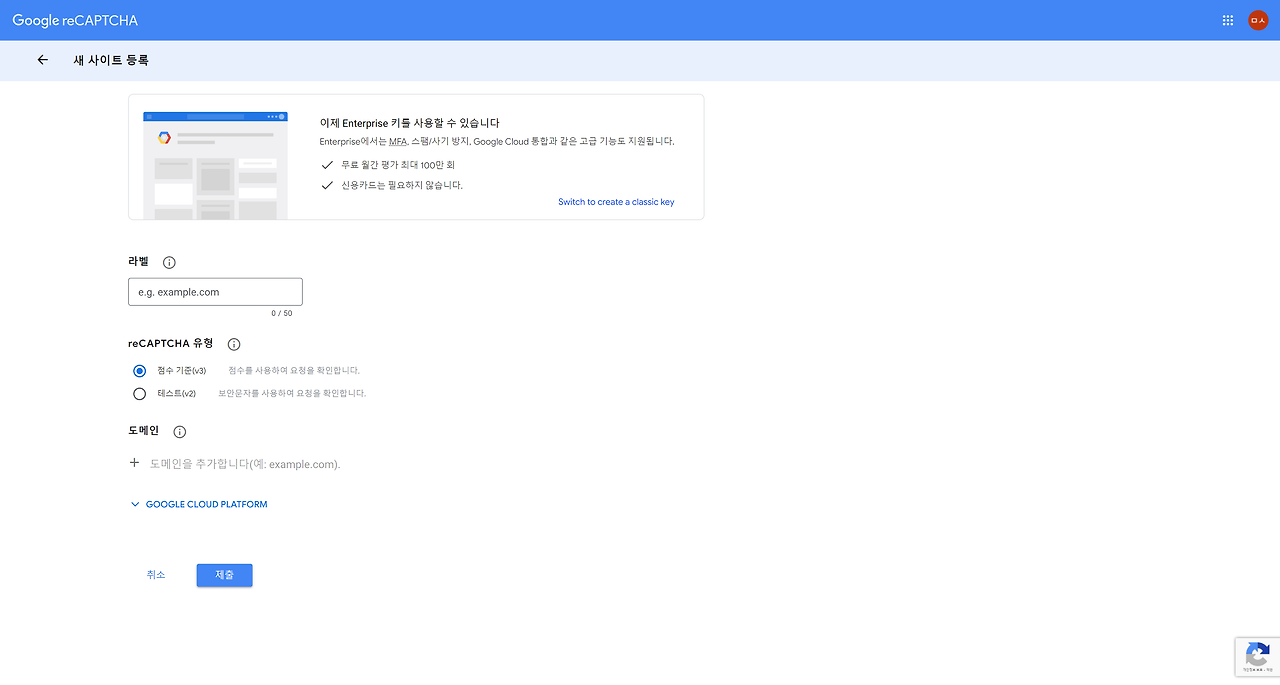 Google reCAPTCHA
ㅁㅅ
새 사이트 등록
이제 Enterprise 키를 사용할 수 있습니다
Enterprise에서는 MFA, 스팸/사기 방지, Google Cloud 통합과 같은 고급 기능도 지원됩니다.
무료 월간 평가 최대 100만 회
신용카드는 필요하지 않습니다.
Switch to create a classic key
라벨
e.g. example.com
0 / 50
reCAPTCHA 유형
점수 기준(v3) 점수를 사용하여 요청을 확인합니다.
테스트(v2) 보안문자를 사용하여 요청을 확인합니다.
도메인
도메인을 추가합니다(예: example.com).
GOOGLE CLOUD PLATFORM
취소 제출